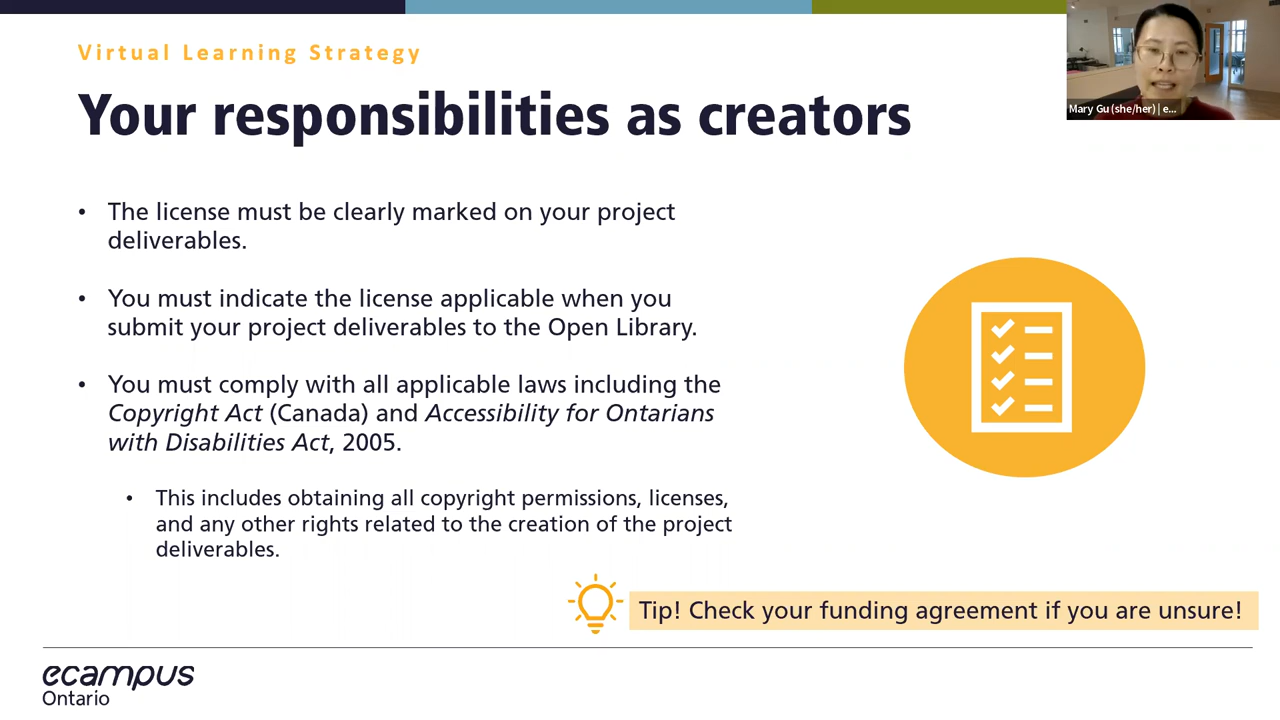 Virtual Learning Strategy
Your responsibilities as creators
Mary Gu (she/her) | e...
• The license must be clearly marked on your project
deliverables.
• You must indicate the license applicable when you
submit your project deliverables to the Open Library.
• You must comply with all applicable laws including the
Copyright Act (Canada) and Accessibility for Ontarians
with Disabilities Act, 2005.
• This includes obtaining all copyright permissions, licenses,
and any other rights related to the creation of the project
deliverables.
Tip! Check your funding agreement if you are unsure!
ecampus
Ontario